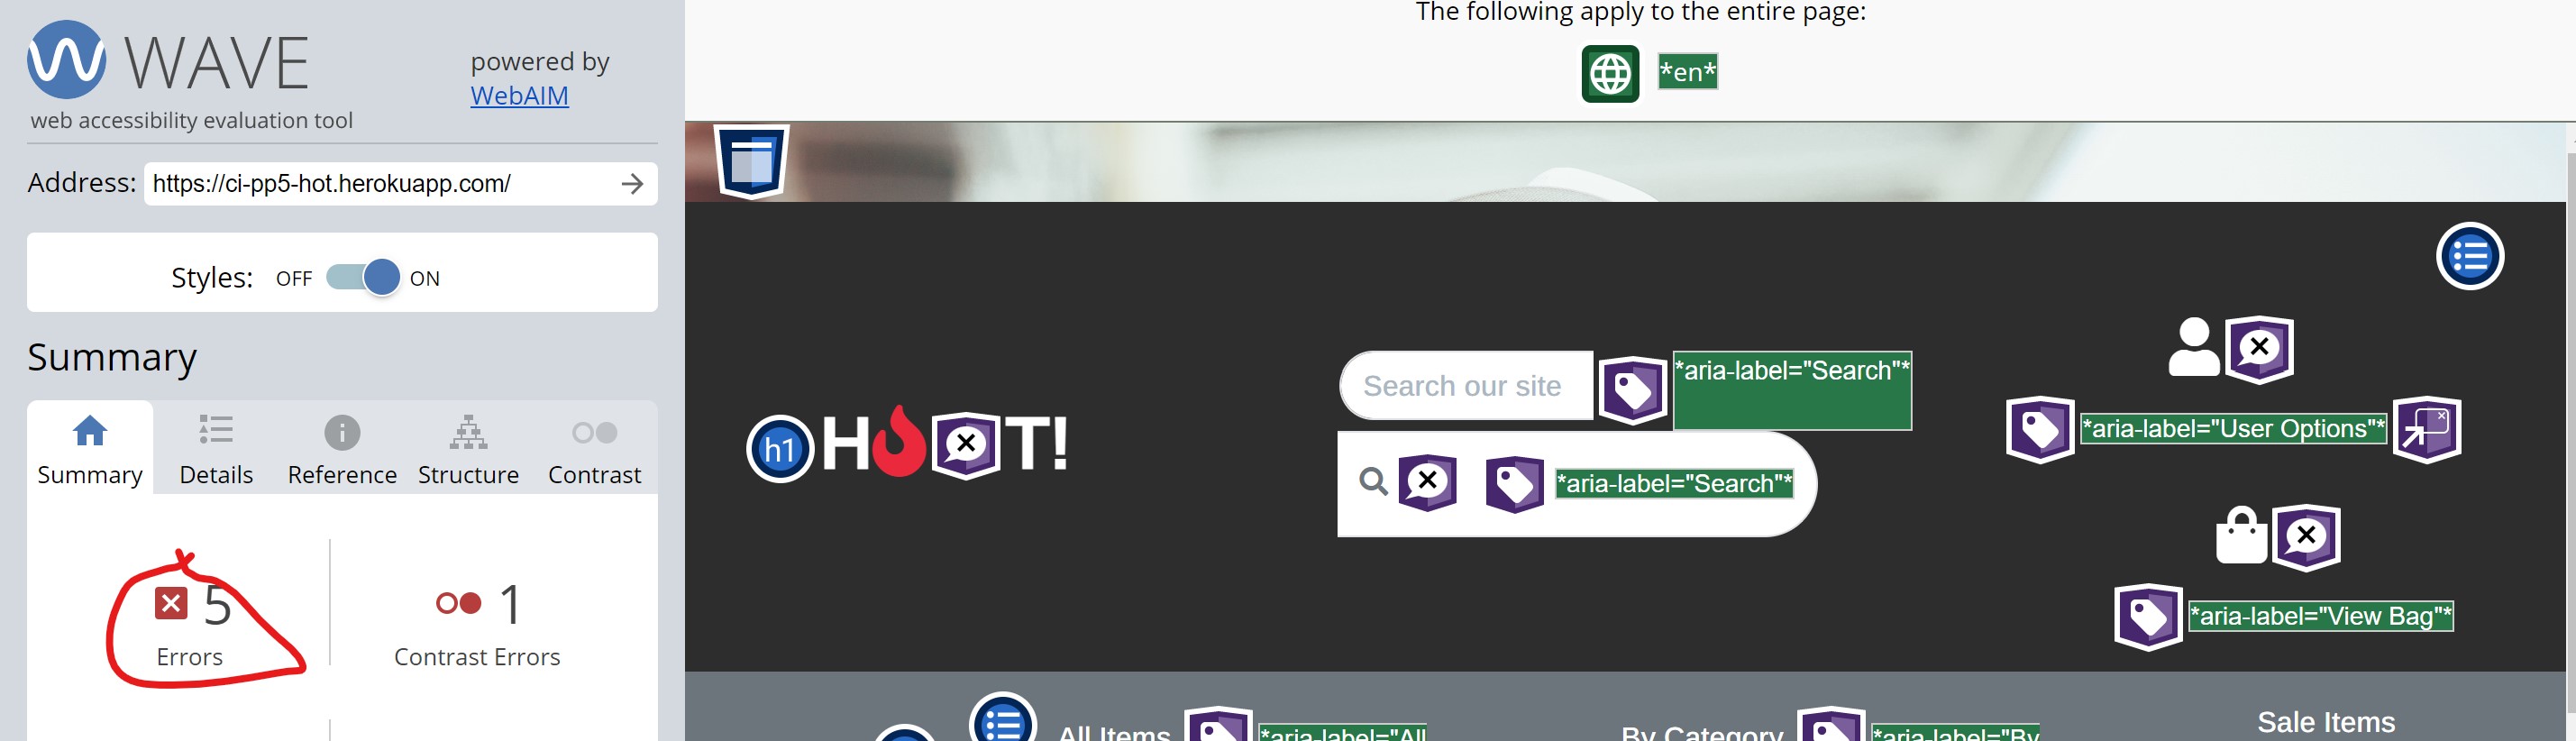 WAVE
powered by
WebAIM
web accessibility evaluation tool
Address: https://ci-pp5-hot.herokuapp.com/
Styles: OFF ON
Summary
Summary Details Reference Structure Contrast
5
Errors
1
Contrast Errors
The following apply to the entire page:
*en*
h1 H T!
Search our site
*aria-label="Search"*
*aria-label="Search"*
*aria-label="User Options"*
*aria-label="View Bag"*
All Items *aria-label="All
By Category *aria-label="By
Sale Items